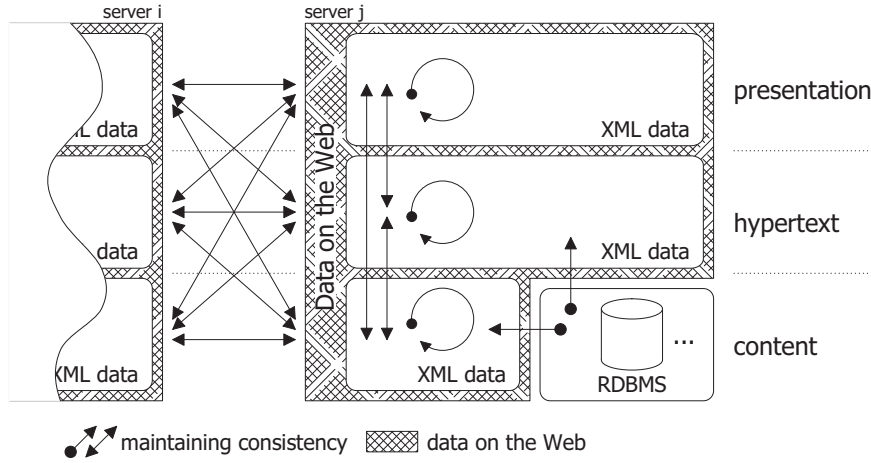 server i
server j
presentation
XML data
XML data
Data on the Web
hypertext
data
XML data
content
XML data
XML data
RDBMS
...
maintaining consistency
data on the Web